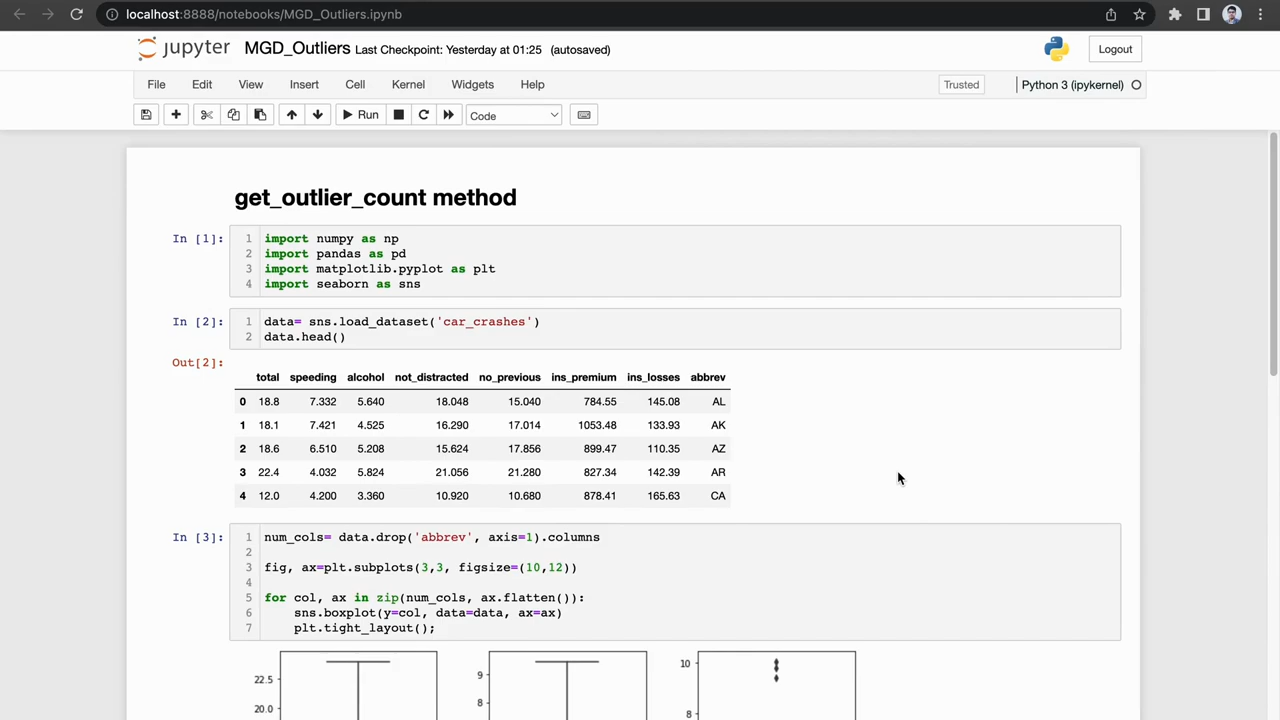 localhost:8888/notebooks/MGD_Outliers.ipynb
jupyter MGD_Outliers Last Checkpoint: Yesterday at 01:25 (autosaved) Logout
File Edit View Insert Cell Kernel Widgets Help Trusted Python 3 (ipykernel)
Run Code
get_outlier_count method
In [1]: 1 import numpy as np
2 import pandas as pd
3 import matplotlib.pyplot as plt
4 import seaborn as sns
In [2]: 1 data= sns.load_dataset('car_crashes')
2 data.head()
Out[2]:
total speeding alcohol not_distracted no_previous ins_premium ins_losses abbrev
0 18.8 7.332 5.640 18.048 15.040 784.55 145.08 AL
1 18.1 7.421 4.525 16.290 17.014 1053.48 133.93 AK
2 18.6 6.510 5.208 15.624 17.856 899.47 110.35 AZ
3 22.4 4.032 5.824 21.056 21.280 827.34 142.39 AR
4 12.0 4.200 3.360 10.920 10.680 878.41 165.63 CA
In [3]: 1 num_cols= data.drop('abbrev', axis=1).columns
2
3 fig, ax=plt.subplots(3,3, figsize=(10,12))
4
5 for col, ax in zip(num_cols, ax.flatten()):
6 sns.boxplot(y=col, data=data, ax=ax)
7 plt.tight_layout();
22.5 9 10
20.0 8 8